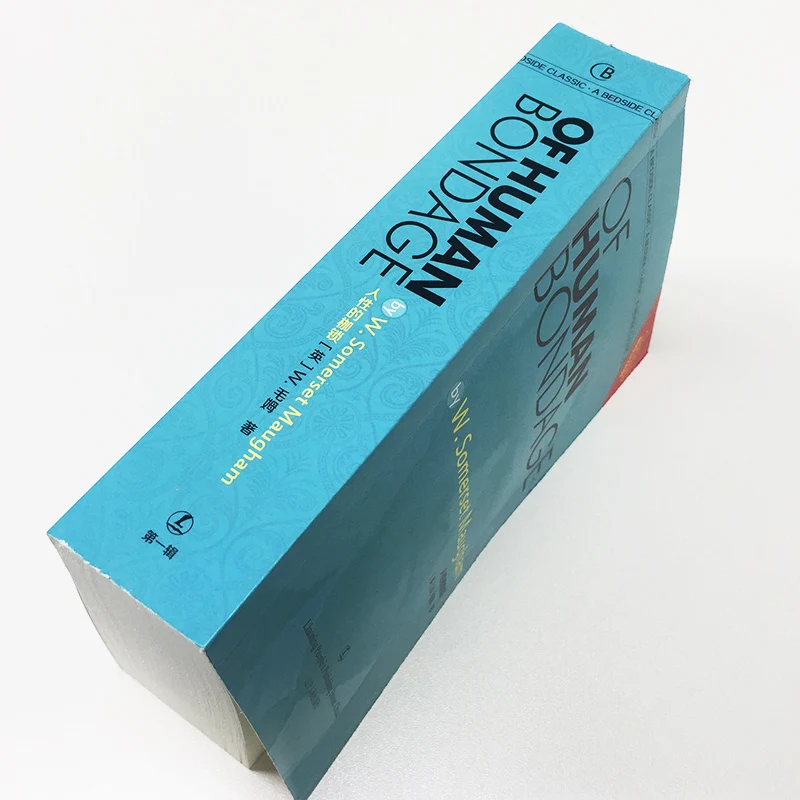 B
DSIDE CLASSIC · A BEDSIDE CL
OF HUMAN
BONDAGE
by W. Somerset Maugham
人性的枷锁 [英] W. 毛姆 著
第一辑
OF
HUMAN
BONDAGE
by W. Somerset Maugham